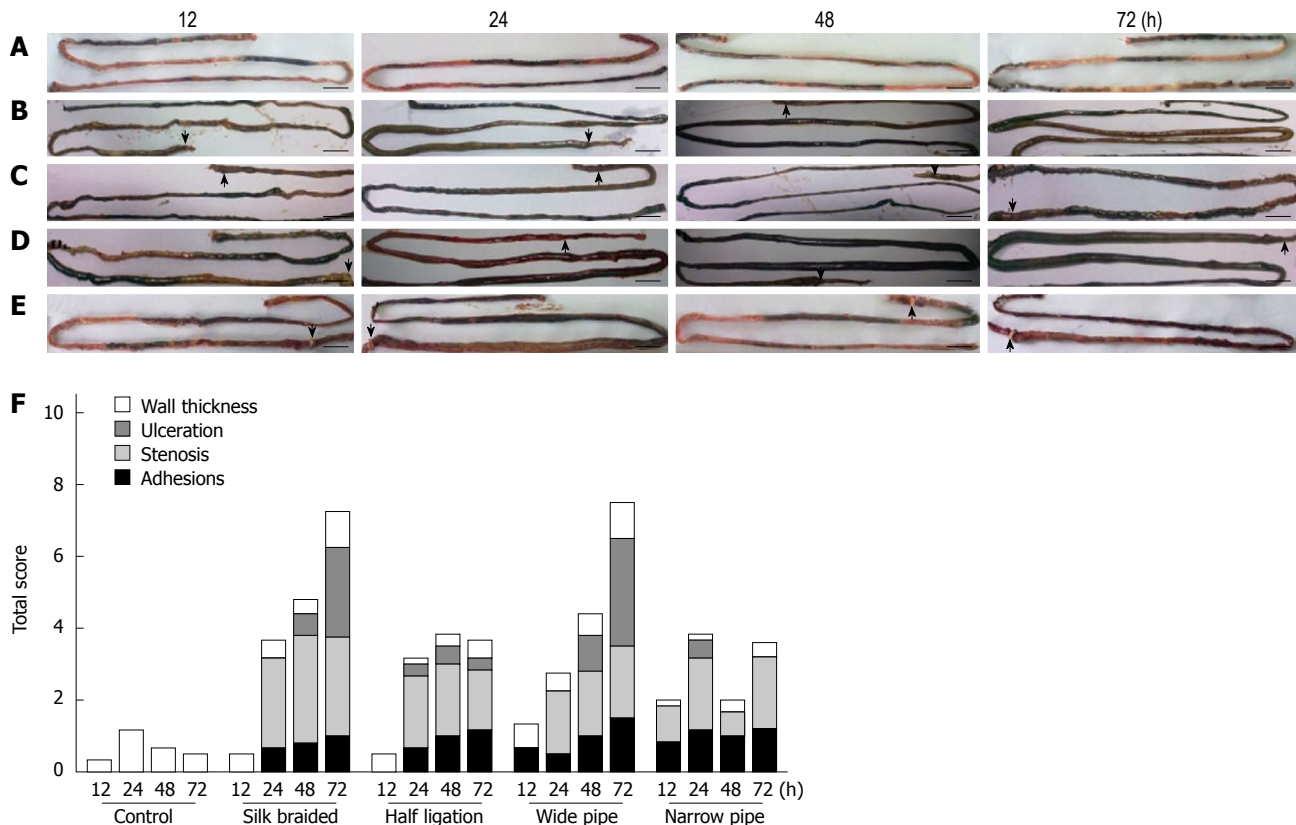 12 24 48 72 (h)
A
B
C
D
E
F
Wall thickness
Ulceration
Stenosis
Adhesions
10
8
6
4
2
0
Total score
12 24 48 72 12 24 48 72 12 24 48 72 12 24 48 72 12 24 48 72 (h)
Control Silk braided Half ligation Wide pipe Narrow pipe